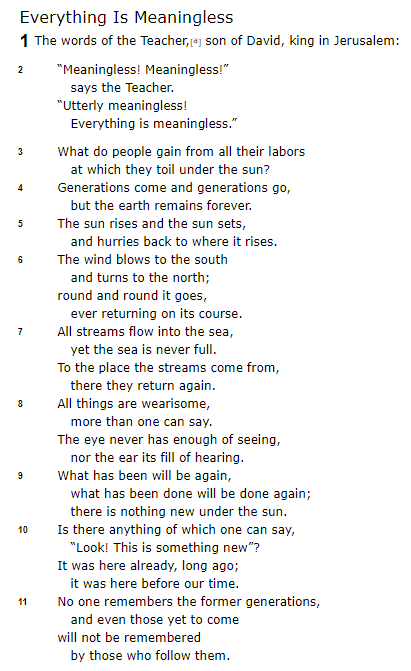 Everything Is Meaningless
1 The words of the Teacher,[a] son of David, king in Jerusalem:
2 “Meaningless! Meaningless!”
says the Teacher.
“Utterly meaningless!
Everything is meaningless.”
3 What do people gain from all their labors
at which they toil under the sun?
4 Generations come and generations go,
but the earth remains forever.
5 The sun rises and the sun sets,
and hurries back to where it rises.
6 The wind blows to the south
and turns to the north;
round and round it goes,
ever returning on its course.
7 All streams flow into the sea,
yet the sea is never full.
To the place the streams come from,
there they return again.
8 All things are wearisome,
more than one can say.
The eye never has enough of seeing,
nor the ear its fill of hearing.
9 What has been will be again,
what has been done will be done again;
there is nothing new under the sun.
10 Is there anything of which one can say,
“Look! This is something new”?
It was here already, long ago;
it was here before our time.
11 No one remembers the former generations,
and even those yet to come
will not be remembered
by those who follow them.